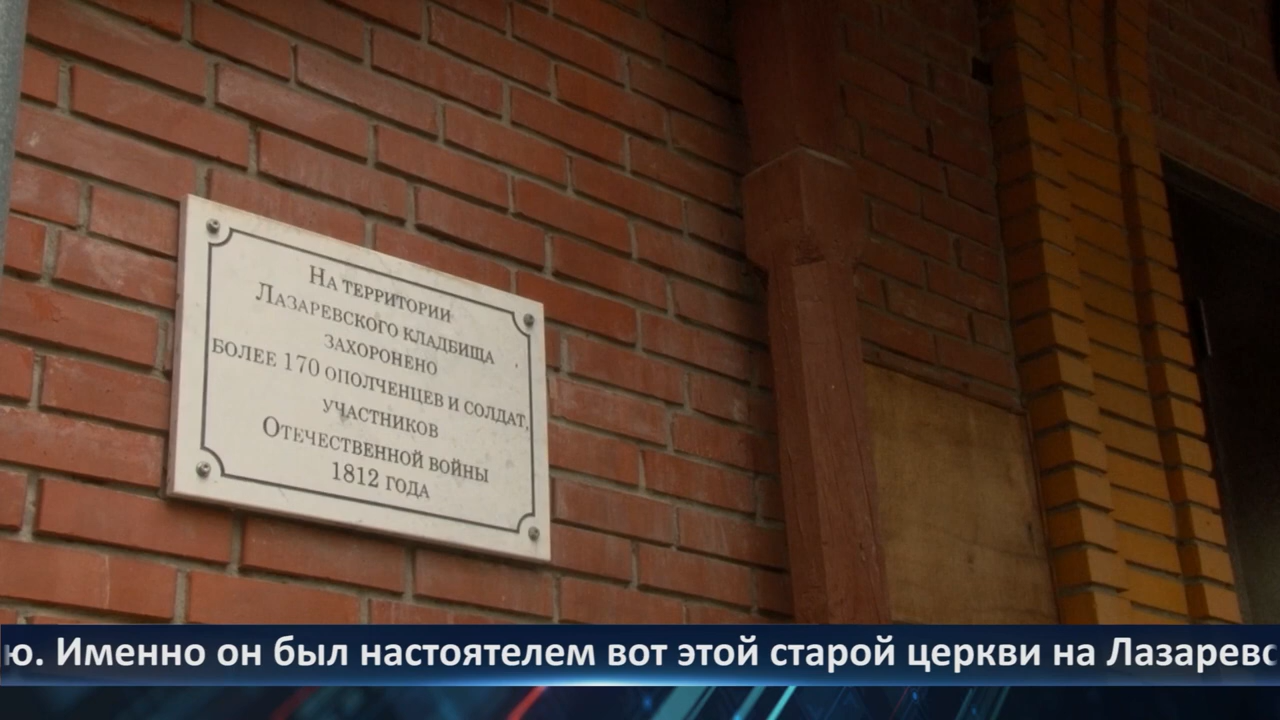 На территории
Лазаревского кладбища
захоронено
более 170 ополченцев и солдат,
участников
Отечественной войны
1812 года
ю. Именно он был настоятелем вот этой старой церкви на Лазаревс